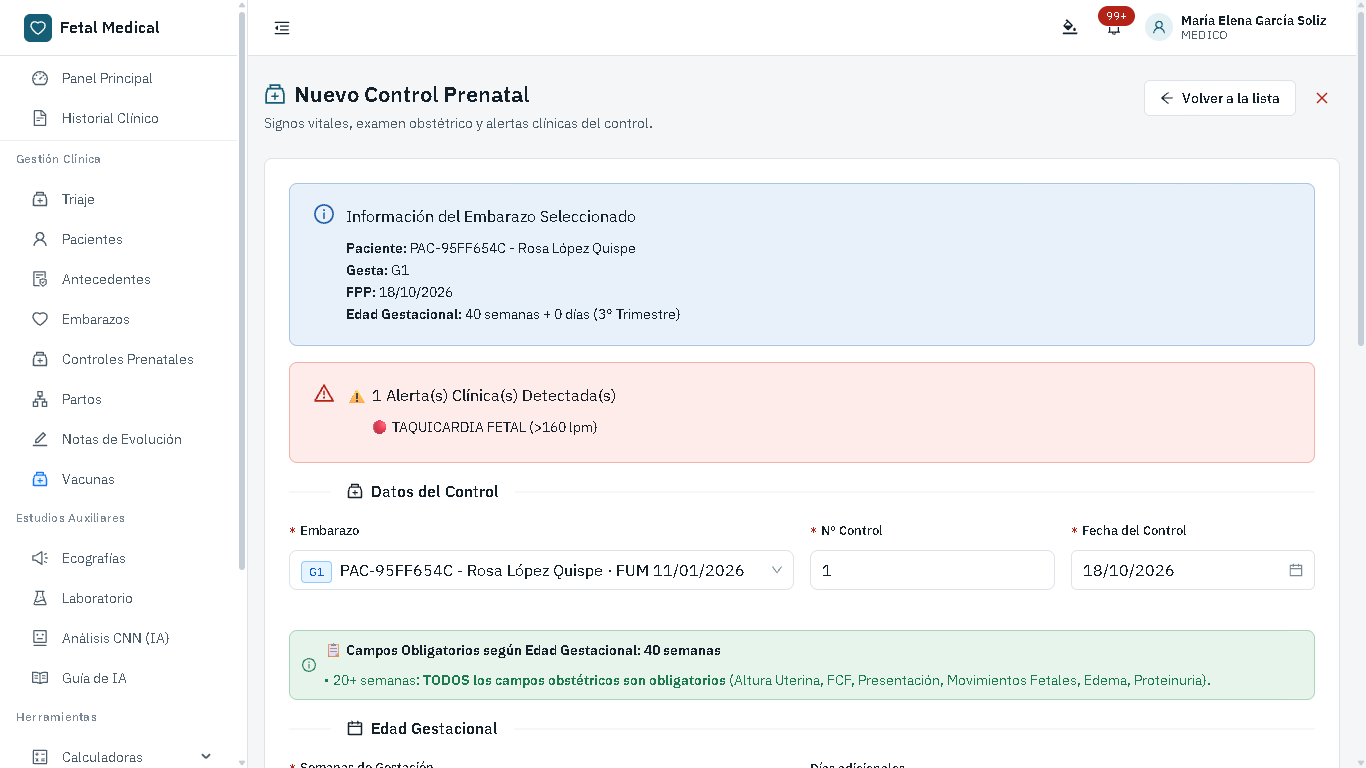 Fetal Medical
99+
María Elena García Soliz
MEDICO
Panel Principal
Historial Clínico
Gestión Clínica
Triaje
Pacientes
Antecedentes
Embarazos
Controles Prenatales
Partos
Notas de Evolución
Vacunas
Estudios Auxiliares
Ecografías
Laboratorio
Análisis CNN (IA)
Guía de IA
Herramientas
Calculadoras
Nuevo Control Prenatal
Signos vitales, examen obstétrico y alertas clínicas del control.
Volver a la lista
Información del Embarazo Seleccionado
Paciente: PAC-95FF654C - Rosa López Quispe
Gesta: G1
FPP: 18/10/2026
Edad Gestacional: 40 semanas + 0 días (3° Trimestre)
1 Alerta(s) Clínica(s) Detectada(s)
TAQUICARDIA FETAL (>160 lpm)
Datos del Control
* Embarazo
G1 PAC-95FF654C - Rosa López Quispe · FUM 11/01/2026
* N° Control
1
* Fecha del Control
18/10/2026
Campos Obligatorios según Edad Gestacional: 40 semanas
• 20+ semanas: TODOS los campos obstétricos son obligatorios (Altura Uterina, FCF, Presentación, Movimientos Fetales, Edema, Proteinuria).
Edad Gestacional
* Semanas de Gestación
Días adicionales